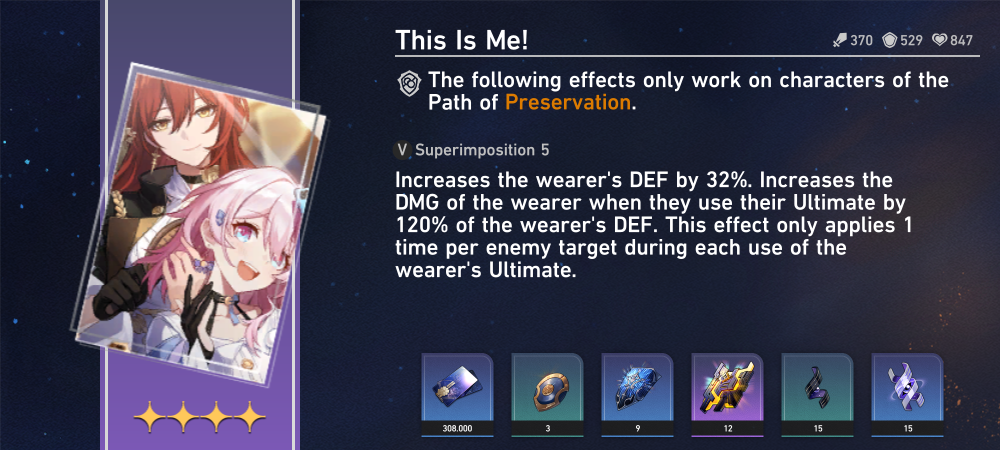 This Is Me!
370 529 847
The following effects only work on characters of the
Path of Preservation.
V Superimposition 5
Increases the wearer's DEF by 32%. Increases the
DMG of the wearer when they use their Ultimate by
120% of the wearer's DEF. This effect only applies 1
time per enemy target during each use of the
wearer's Ultimate.
308.000 3 9 12 15 15